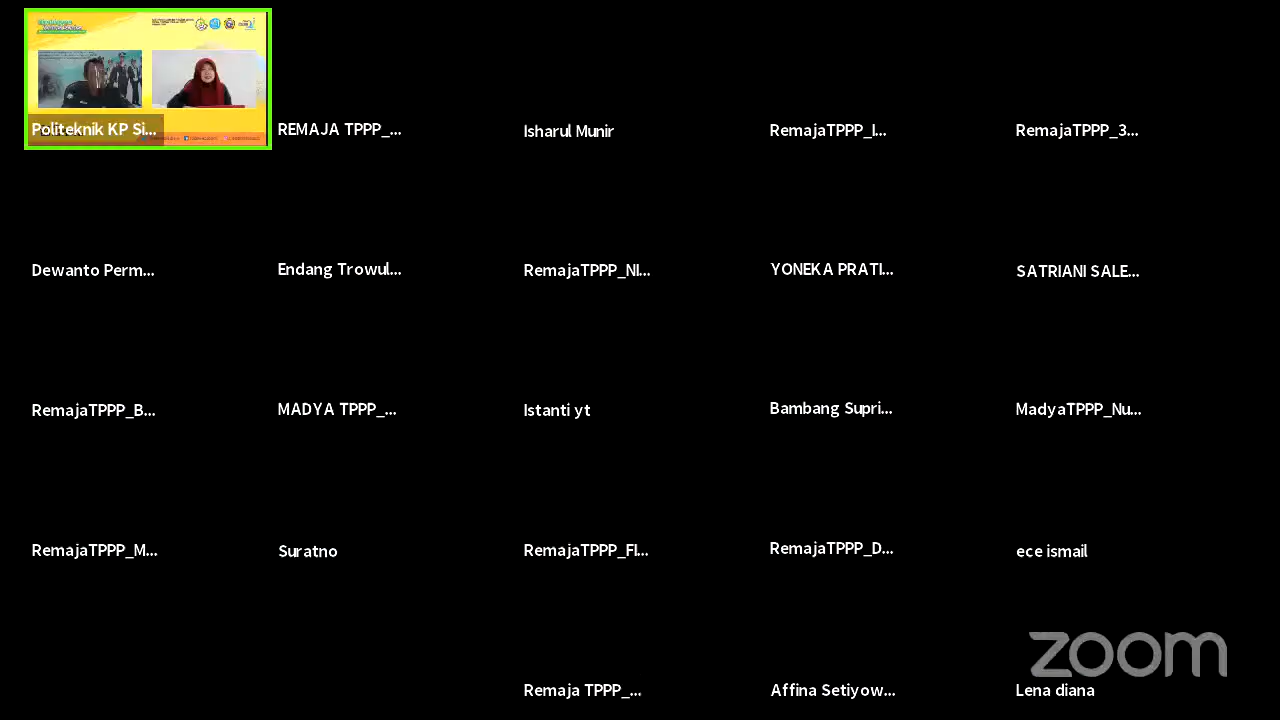 Politeknik KP Si...
REMAJA TPPP_...
Isharul Munir
RemajaTPPP_I...
RemajaTPPP_3...
Dewanto Perm...
Endang Trowul...
RemajaTPPP_NI...
YONEKA PRATI...
SATRIANI SALE...
RemajaTPPP_B...
MADYA TPPP_...
Istanti yt
Bambang Supri...
MadyaTPPP_Nu...
RemajaTPPP_M...
Suratno
RemajaTPPP_FI...
RemajaTPPP_D...
ece ismail
zoom
Remaja TPPP_...
Affina Setiyow...
Lena diana